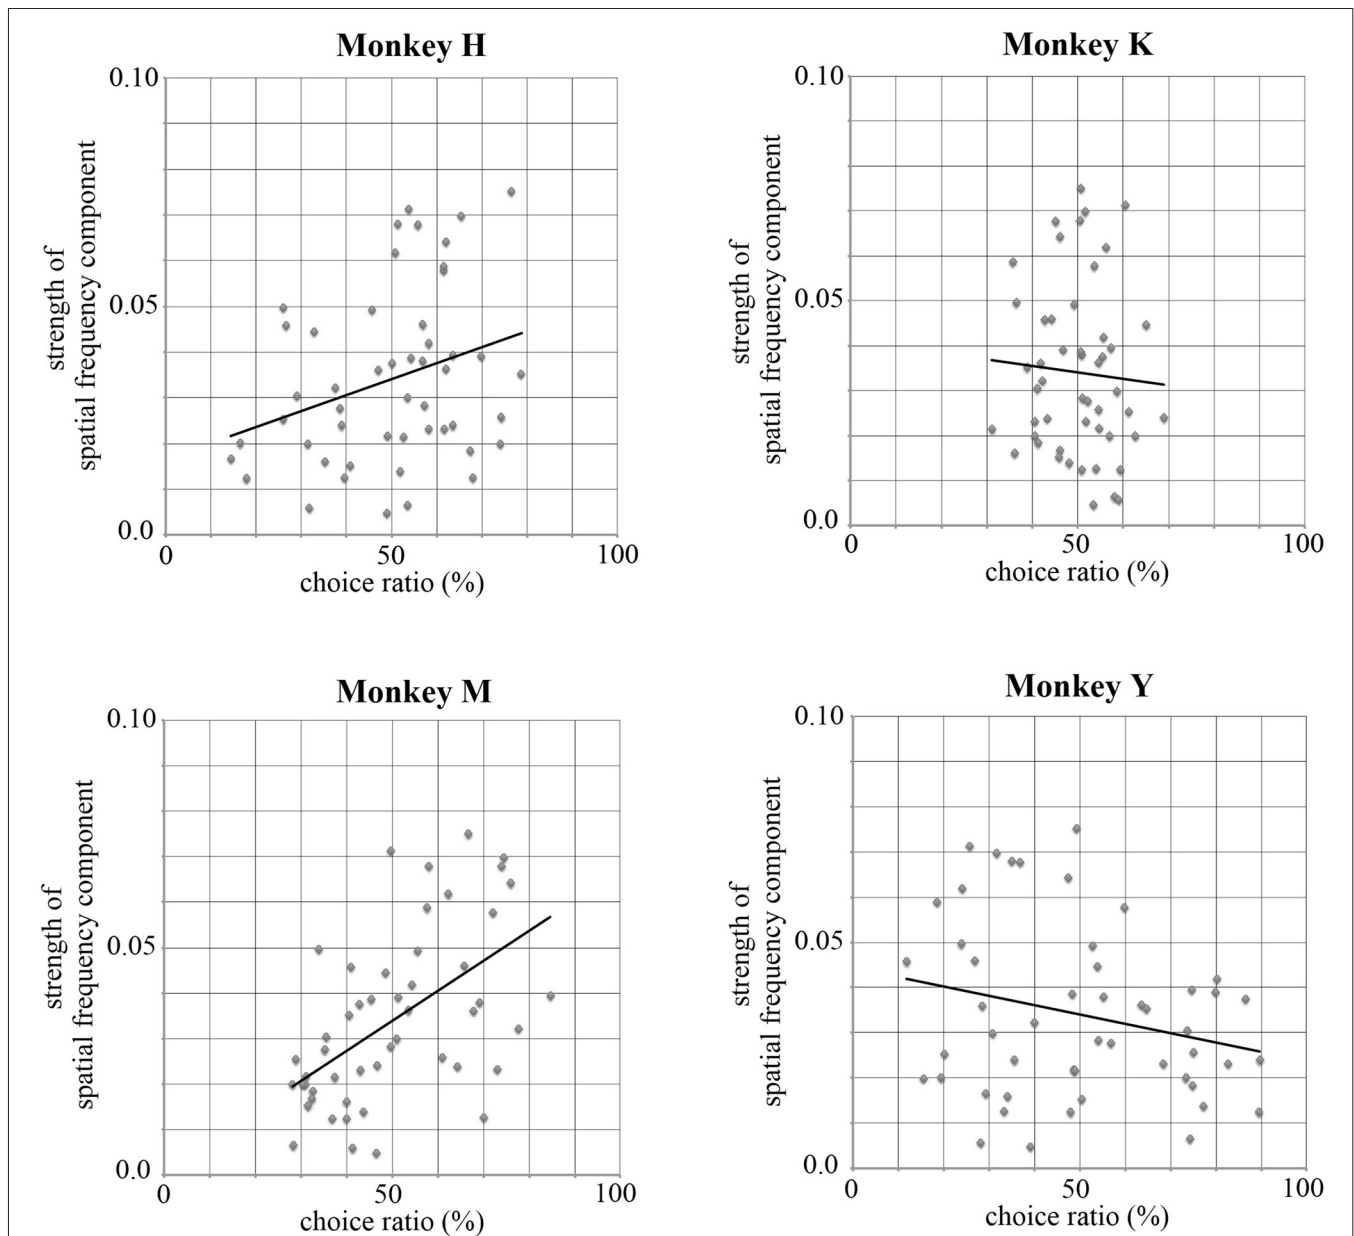 Monkey H
0.10
0.05
0.0
strength of
spatial frequency component
0
50
100
choice ratio (%)
Monkey K
0.10
0.05
0.0
strength of
spatial frequency component
0
50
100
choice ratio (%)
Monkey M
0.10
0.05
0.0
strength of
spatial frequency component
0
50
100
choice ratio (%)
Monkey Y
0.10
0.05
0.0
strength of
spatial frequency component
0
50
100
choice ratio (%)